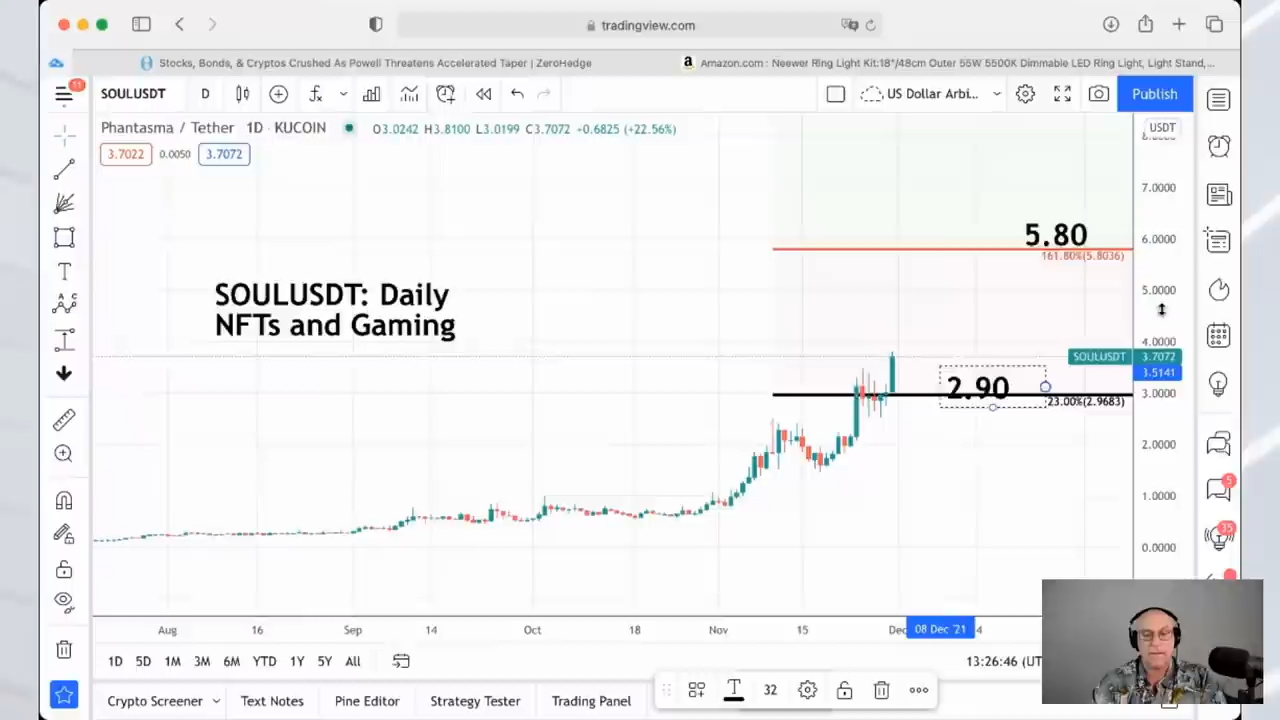 tradingview.com
Stocks, Bonds, & Cryptos Crushed As Powell Threatens Accelerated Taper | ZeroHedge
Amazon.com : Neewer Ring Light Kit:18"/48cm Outer 55W 5500K Dimmable LED Ring Light, Light Stand,...
11
SOULUSDT
D
US Dollar Arbi...
Publish
Phantasma / Tether 1D · KUCOIN
O3.0242 H3.8100 L3.0199 C3.7072 +0.6825 (+22.56%)
USDT
3.7022
0.0050
3.7072
7.0000
5.80
6.0000
161.80%(5.8036)
5.0000
SOULUSDT: Daily
NFTs and Gaming
4.0000
SOULUSDT
3.7072
3.5141
2.90
3.0000
23.00%(2.9683)
2.0000
1.0000
0.0000
5
35
Aug
16
Sep
14
Oct
18
Nov
15
Dec
08 Dec '21
4
1D 5D 1M 3M 6M YTD 1Y 5Y All
13:26:46 (UT
32
Crypto Screener
Text Notes
Pine Editor
Strategy Tester
Trading Panel